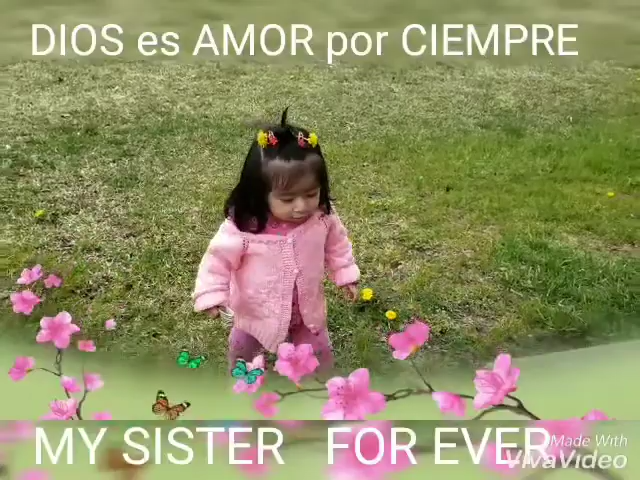 DIOS es AMOR por CIEMPRE
MY SISTER FOR EVER
Made With
VivaVideo